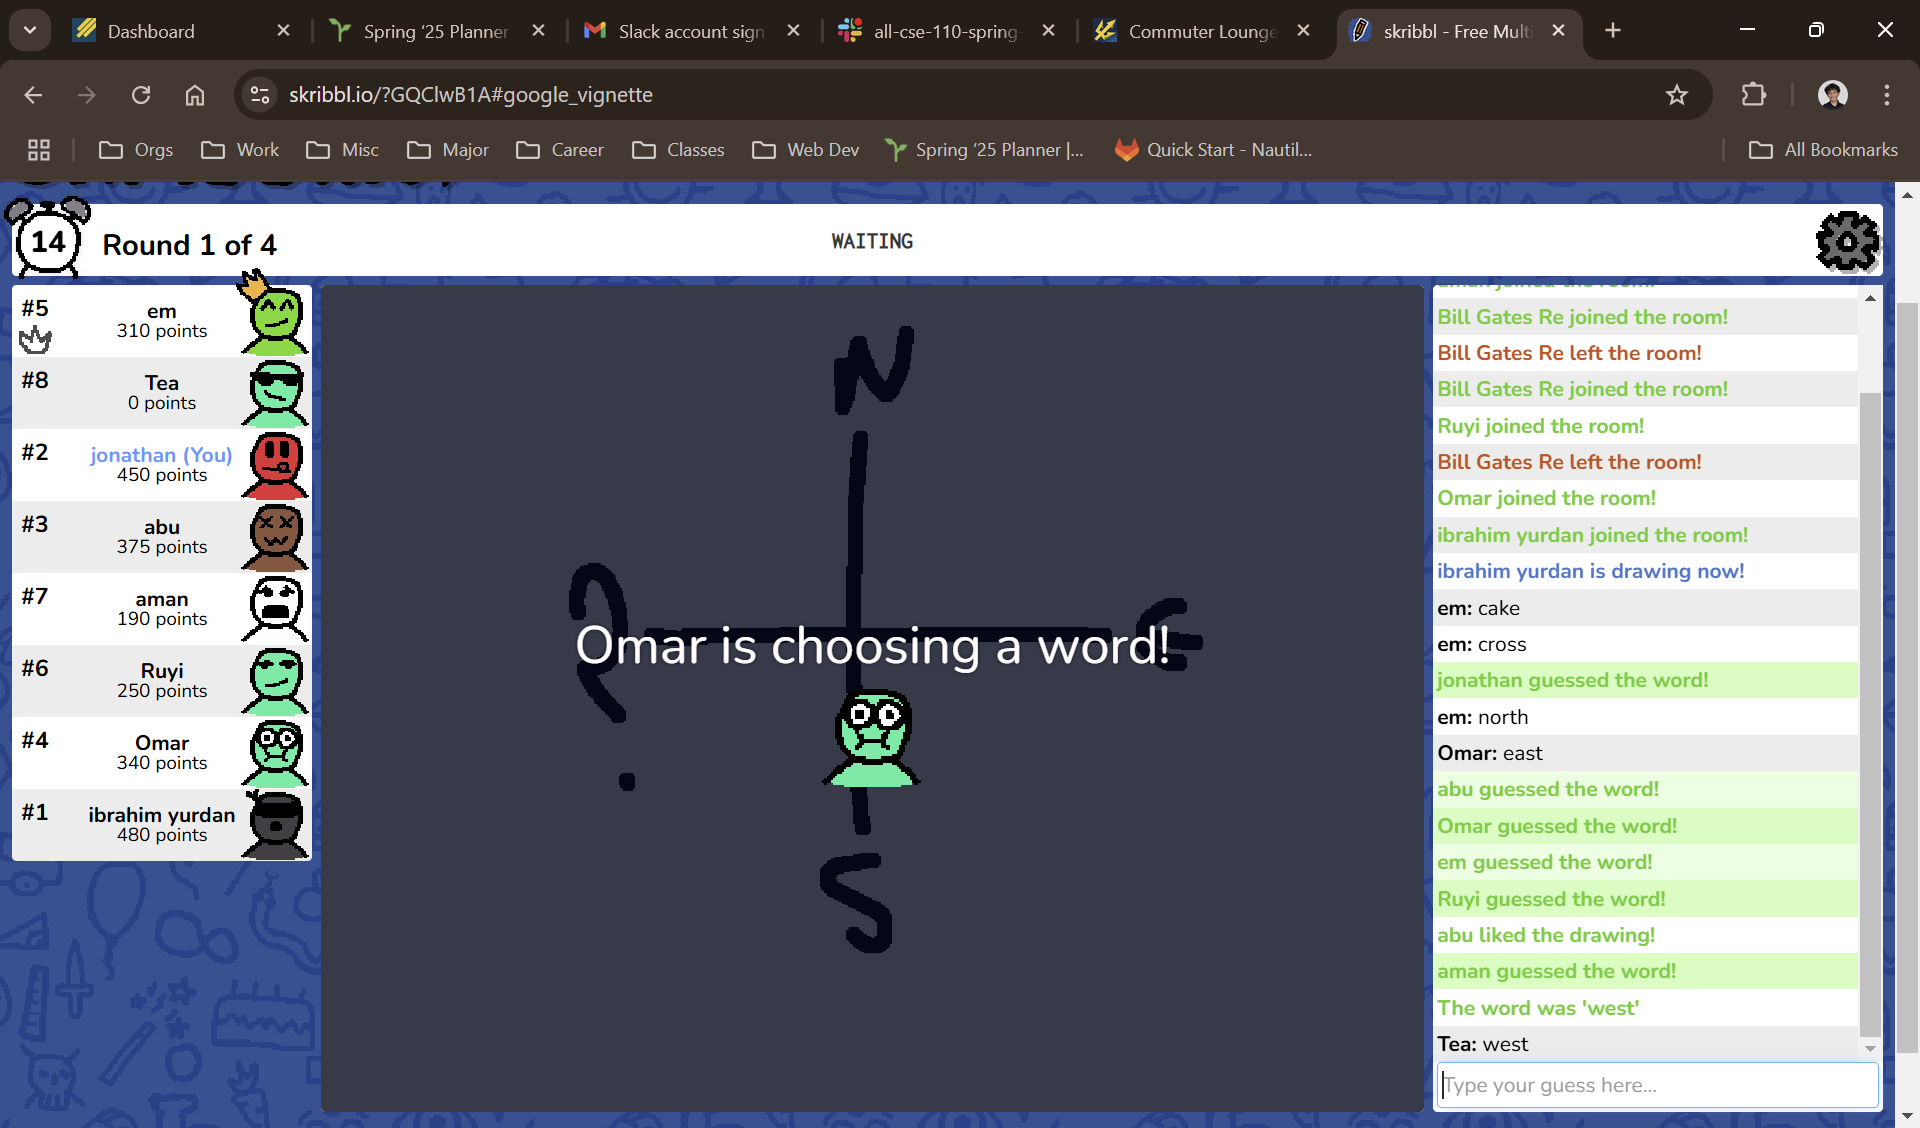 Dashboard
Spring '25 Planner
Slack account sign
all-cse-110-spring-
Commuter Lounge
skribbl - Free Multi
skribbl.io/?GQClwB1A#google_vignette
Orgs
Work
Misc
Major
Career
Classes
Web Dev
Spring '25 Planner |...
Quick Start - Nautil...
All Bookmarks
14
Round 1 of 4
WAITING
#5
em
310 points
#8
Tea
0 points
#2
jonathan (You)
450 points
#3
abu
375 points
#7
aman
190 points
#6
Ruyi
250 points
#4
Omar
340 points
#1
ibrahim yurdan
480 points
N
?
E
S
Omar is choosing a word!
aman joined the room!
Bill Gates Re joined the room!
Bill Gates Re left the room!
Bill Gates Re joined the room!
Ruyi joined the room!
Bill Gates Re left the room!
Omar joined the room!
ibrahim yurdan joined the room!
ibrahim yurdan is drawing now!
em: cake
em: cross
jonathan guessed the word!
em: north
Omar: east
abu guessed the word!
Omar guessed the word!
em guessed the word!
Ruyi guessed the word!
abu liked the drawing!
aman guessed the word!
The word was 'west'
Tea: west
Type your guess here...